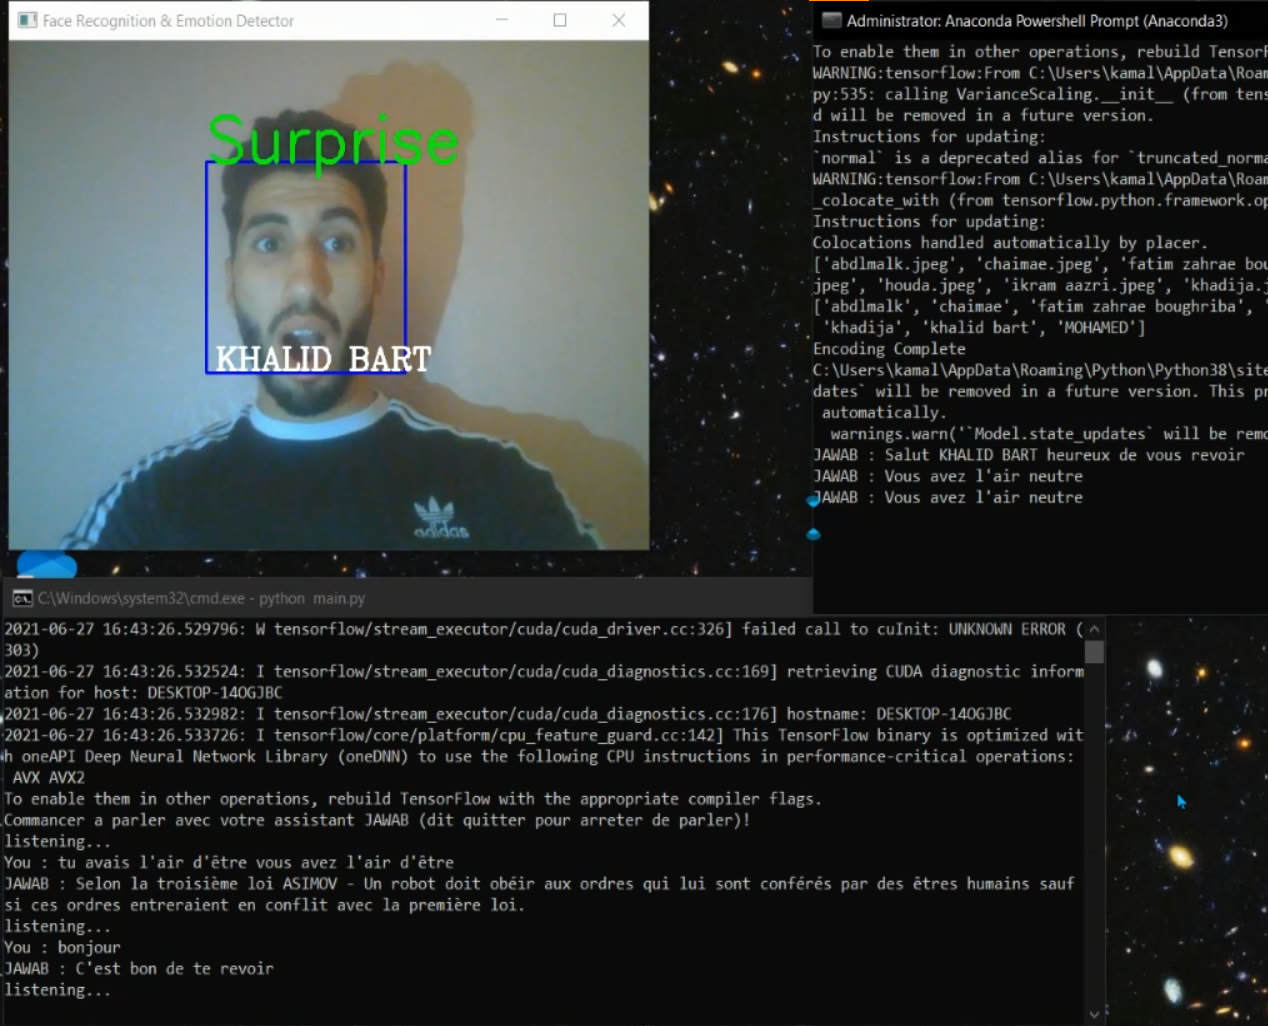 Face Recognition & Emotion Detector
Surprise
KHALID BART
adidas
Administrator: Anaconda Powershell Prompt (Anaconda3)
To enable them in other operations, rebuild TensorF
WARNING:tensorflow:From C:\Users\kamal\AppData\Roam
py:535: calling VarianceScaling.__init__ (from tens
d will be removed in a future version.
Instructions for updating:
`normal` is a deprecated alias for `truncated_norma
WARNING:tensorflow:From C:\Users\kamal\AppData\Roam
_colocate_with (from tensorflow.python.framework.op
Instructions for updating:
Colocations handled automatically by placer.
['abdlmalk.jpeg', 'chaimae.jpeg', 'fatim zahrae bou
jpeg', 'houda.jpeg', 'ikram aazri.jpeg', 'khadija.j
['abdlmalk', 'chaimae', 'fatim zahrae boughriba', '
'khadija', 'khalid bart', 'MOHAMED']
Encoding Complete
C:\Users\kamal\AppData\Roaming\Python\Python38\site
dates` will be removed in a future version. This pr
automatically.
warnings.warn('`Model.state_updates` will be remo
JAWAB : Salut KHALID BART heureux de vous revoir
JAWAB : Vous avez l'air neutre
JAWAB : Vous avez l'air neutre
C:\Windows\system32\cmd.exe - python main.py
2021-06-27 16:43:26.529796: W tensorflow/stream_executor/cuda/cuda_driver.cc:326] failed call to cuInit: UNKNOWN ERROR (
303)
2021-06-27 16:43:26.532524: I tensorflow/stream_executor/cuda/cuda_diagnostics.cc:169] retrieving CUDA diagnostic inform
ation for host: DESKTOP-14OGJBC
2021-06-27 16:43:26.532982: I tensorflow/stream_executor/cuda/cuda_diagnostics.cc:176] hostname: DESKTOP-14OGJBC
2021-06-27 16:43:26.533726: I tensorflow/core/platform/cpu_feature_guard.cc:142] This TensorFlow binary is optimized wit
h oneAPI Deep Neural Network Library (oneDNN) to use the following CPU instructions in performance-critical operations:
AVX AVX2
To enable them in other operations, rebuild TensorFlow with the appropriate compiler flags.
Commancer a parler avec votre assistant JAWAB (dit quitter pour arreter de parler)!
listening...
You : tu avais l'air d'être vous avez l'air d'être
JAWAB : Selon la troisième loi ASIMOV - Un robot doit obéir aux ordres qui lui sont conférés par des êtres humains sauf
si ces ordres entreraient en conflit avec la première loi.
listening...
You : bonjour
JAWAB : C'est bon de te revoir
listening...